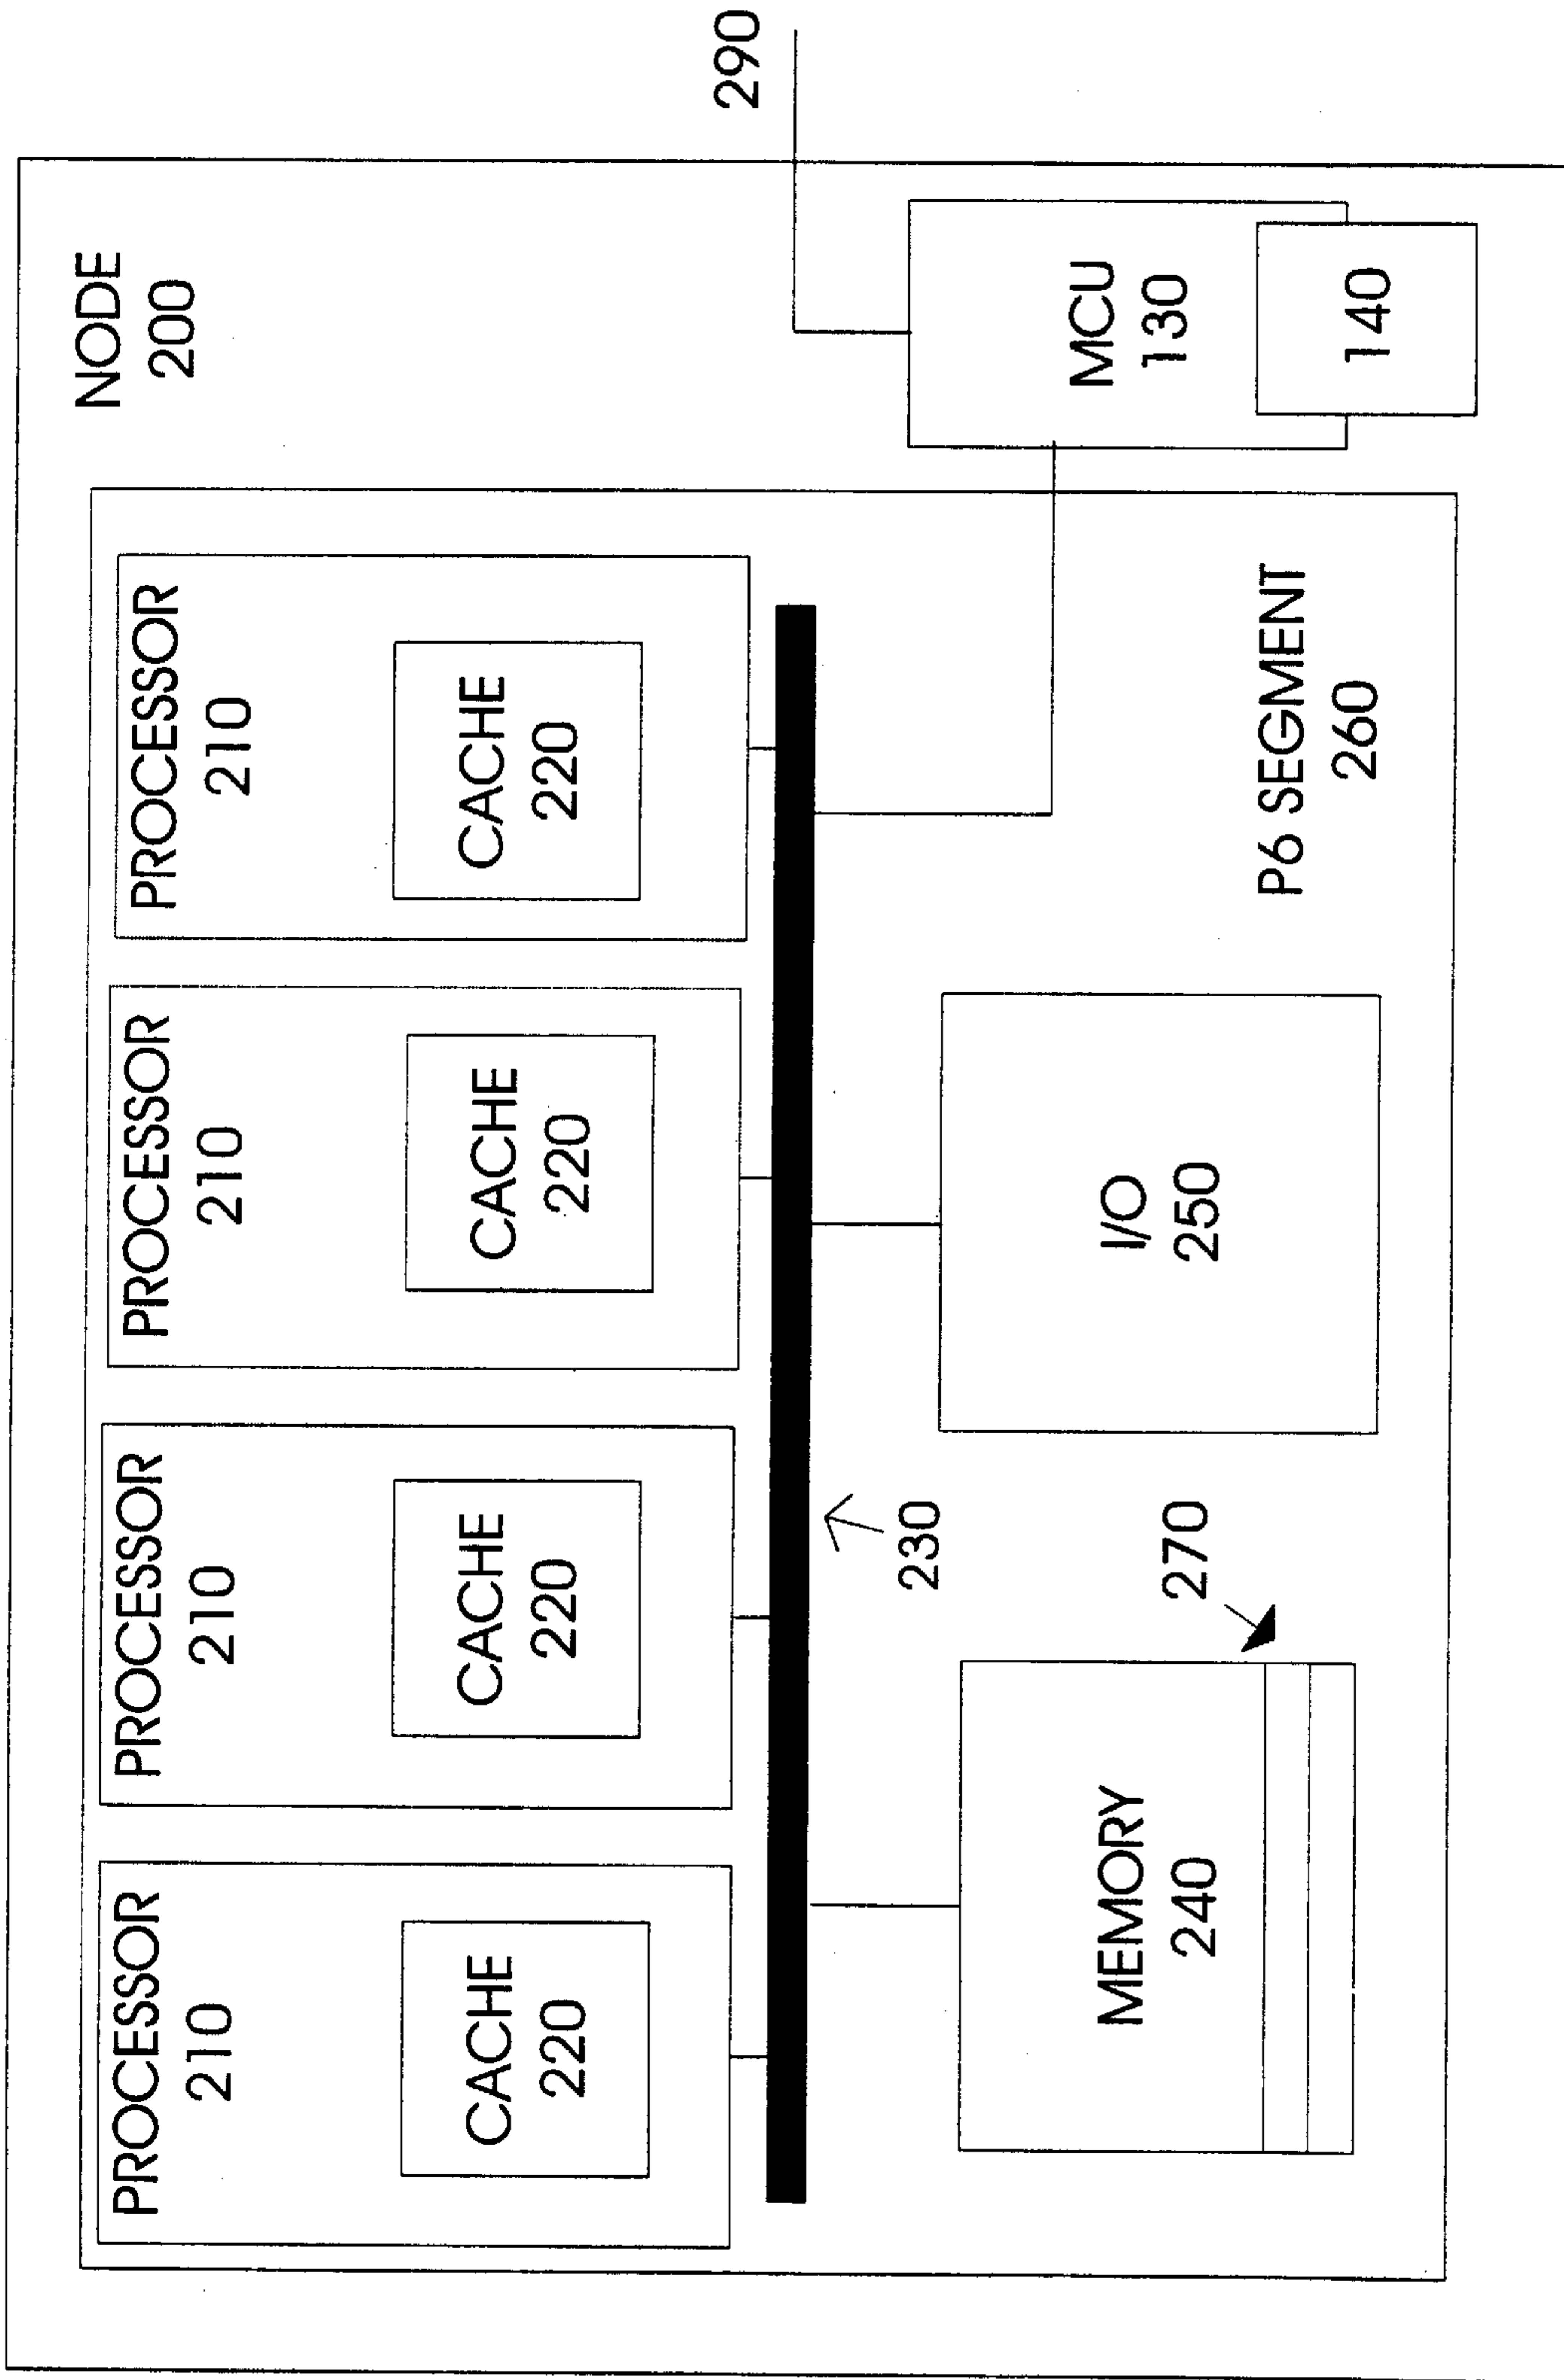 NODE
200
PROCESSOR
210
CACHE
220
PROCESSOR
210
CACHE
220
PROCESSOR
210
CACHE
220
PROCESSOR
210
CACHE
220
290
230
MEMORY
240
270
I/O
250
P6 SEGMENT
260
MCU
130
140